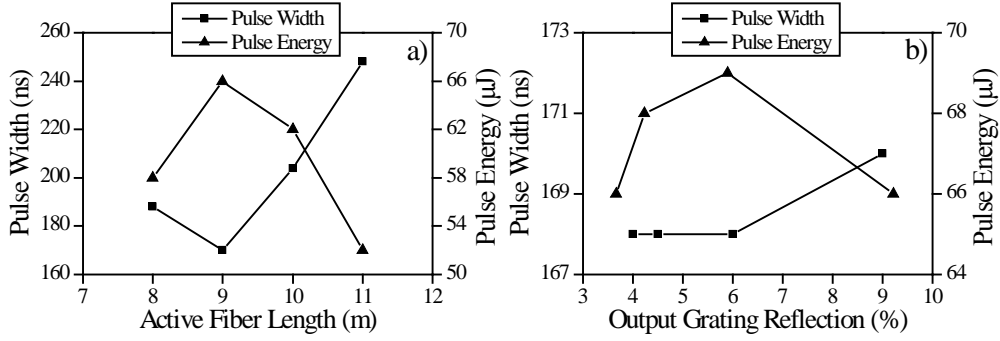 Pulse Width
Pulse Energy
a)
260
240
220
200
180
160
Pulse Width (ns)
70
66
62
58
54
50
Pulse Energy (μJ)
7 8 9 10 11 12
Active Fiber Length (m)
Pulse Width
Pulse Energy
b)
173
171
169
167
Pulse Width (ns)
70
68
66
64
Pulse Energy (μJ)
3 4 5 6 7 8 9 10
Output Grating Reflection (%)